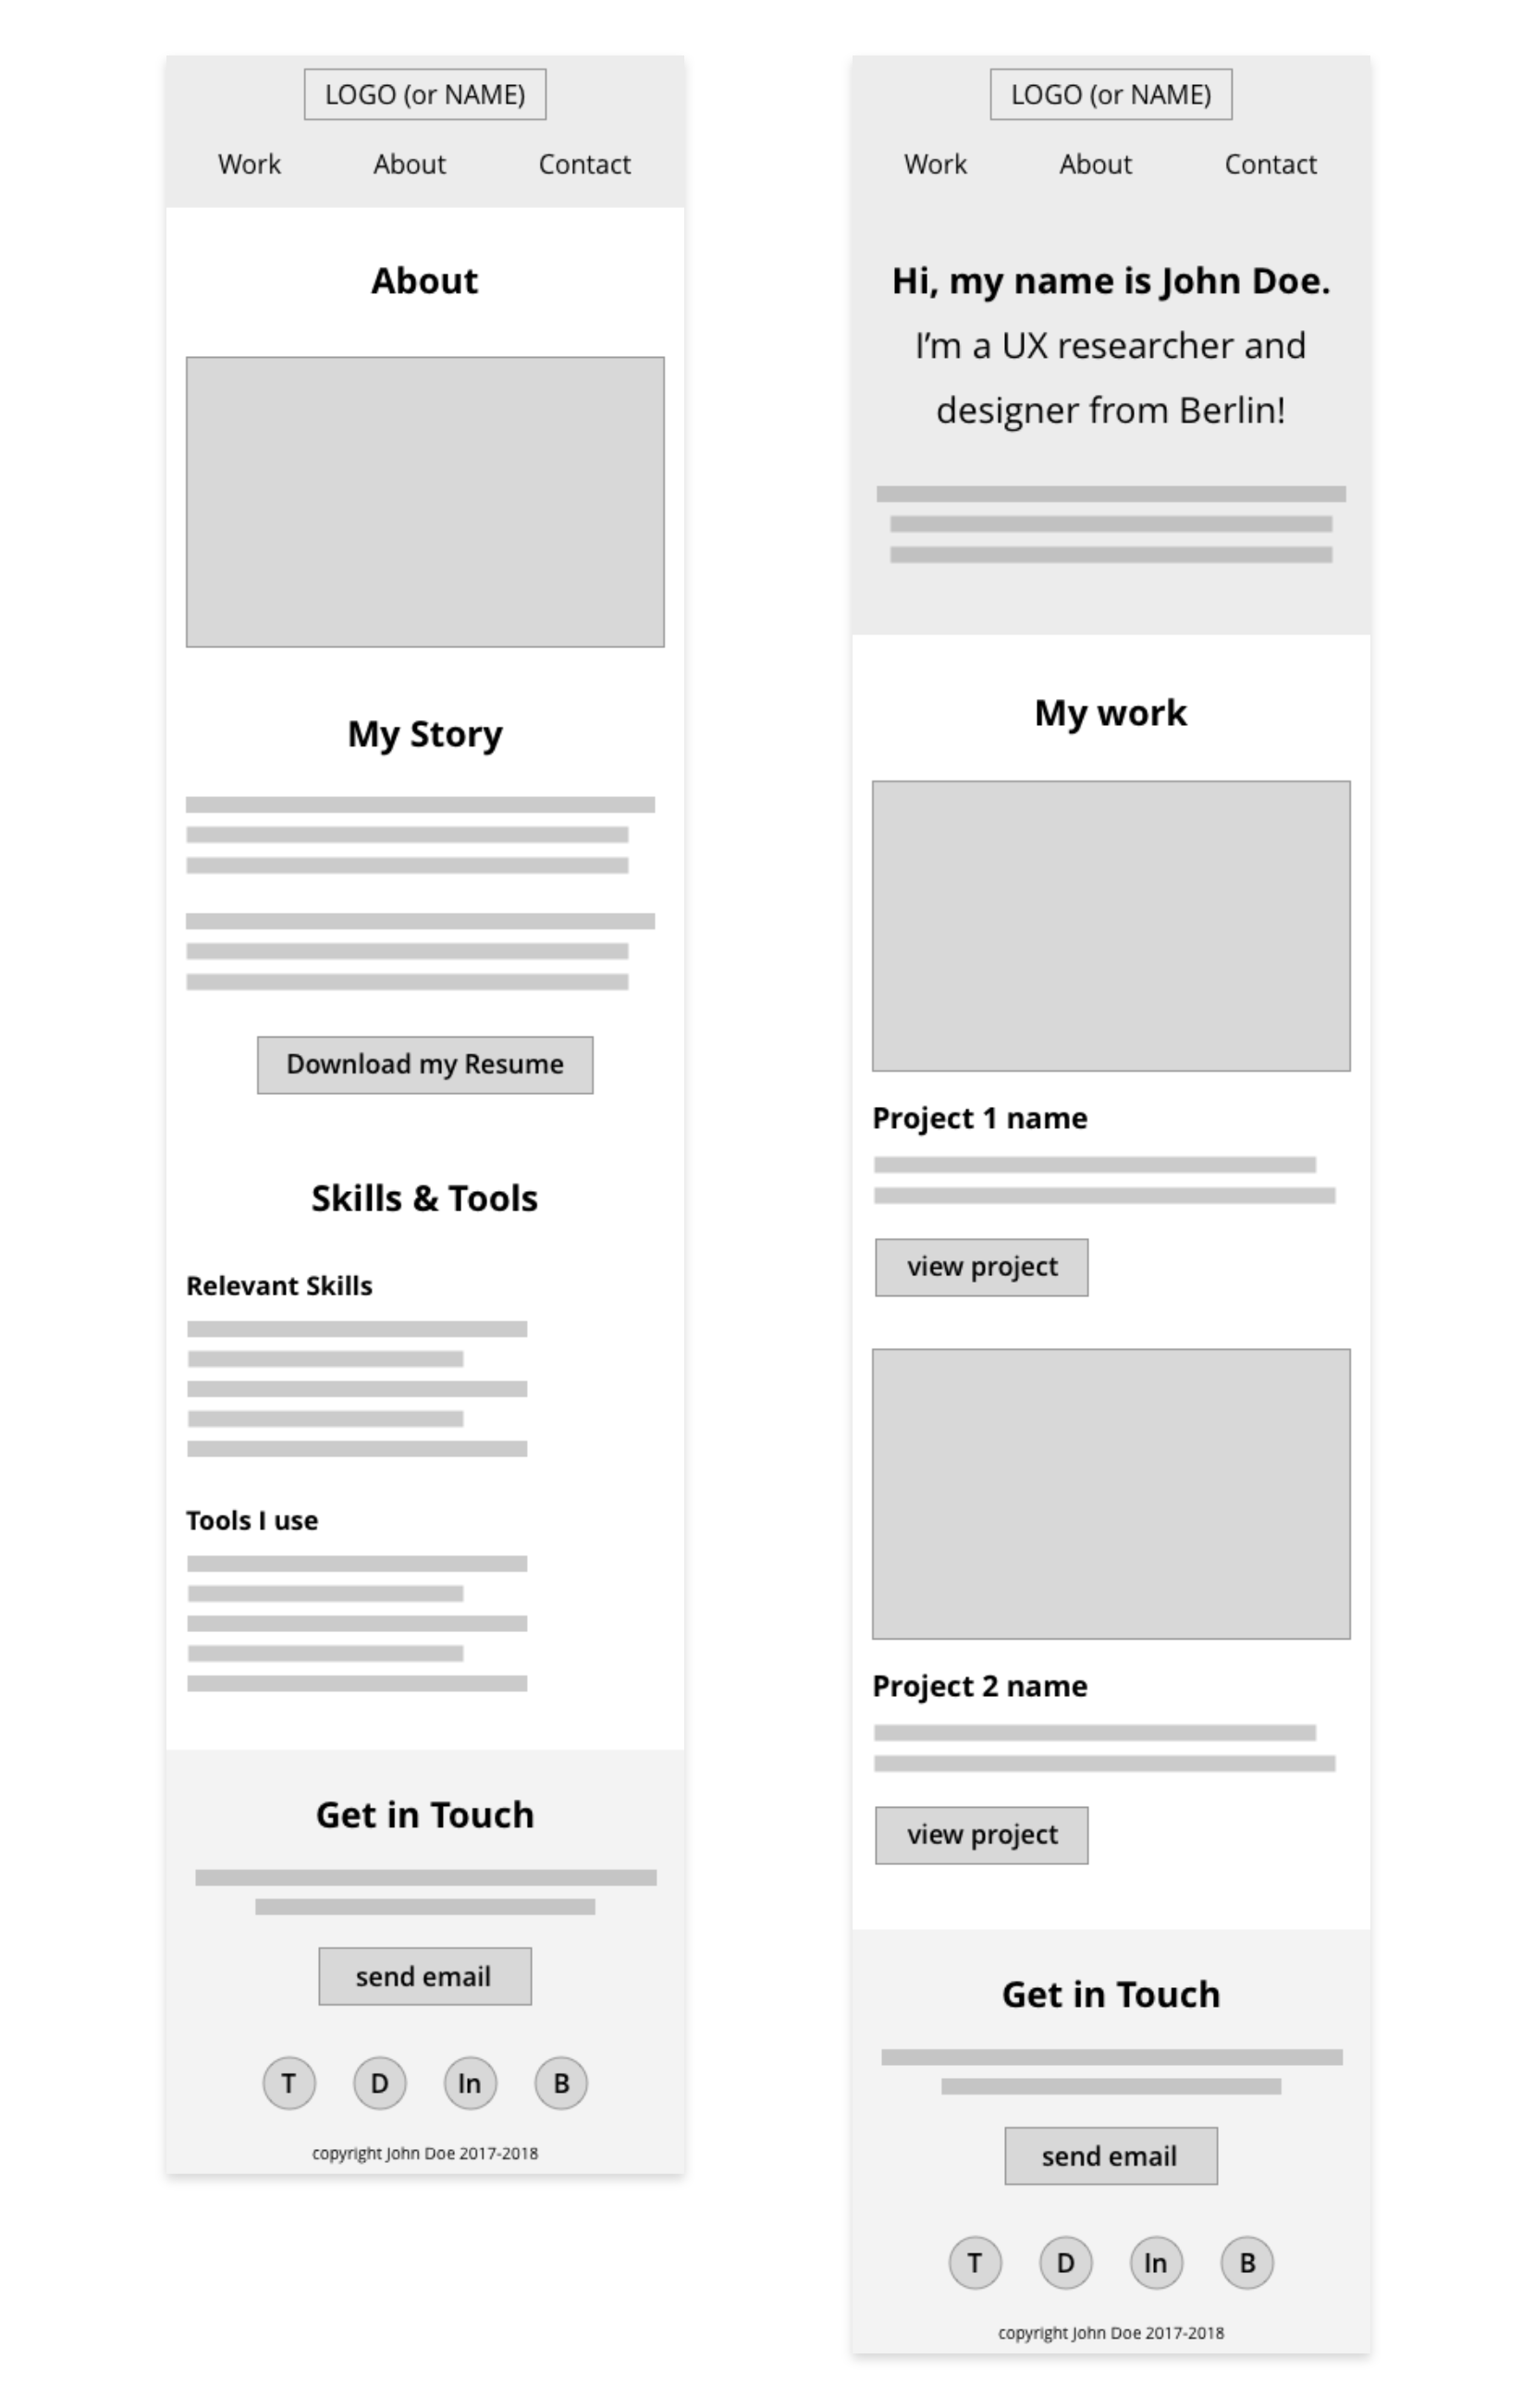 LOGO (or NAME)
Work About Contact
About
My Story
Download my Resume
Skills & Tools
Relevant Skills
Tools I use
Get in Touch
send email
T D In B
copyright John Doe 2017-2018
LOGO (or NAME)
Work About Contact
Hi, my name is John Doe.
I’m a UX researcher and
designer from Berlin!
My work
Project 1 name
view project
Project 2 name
view project
Get in Touch
send email
T D In B
copyright John Doe 2017-2018